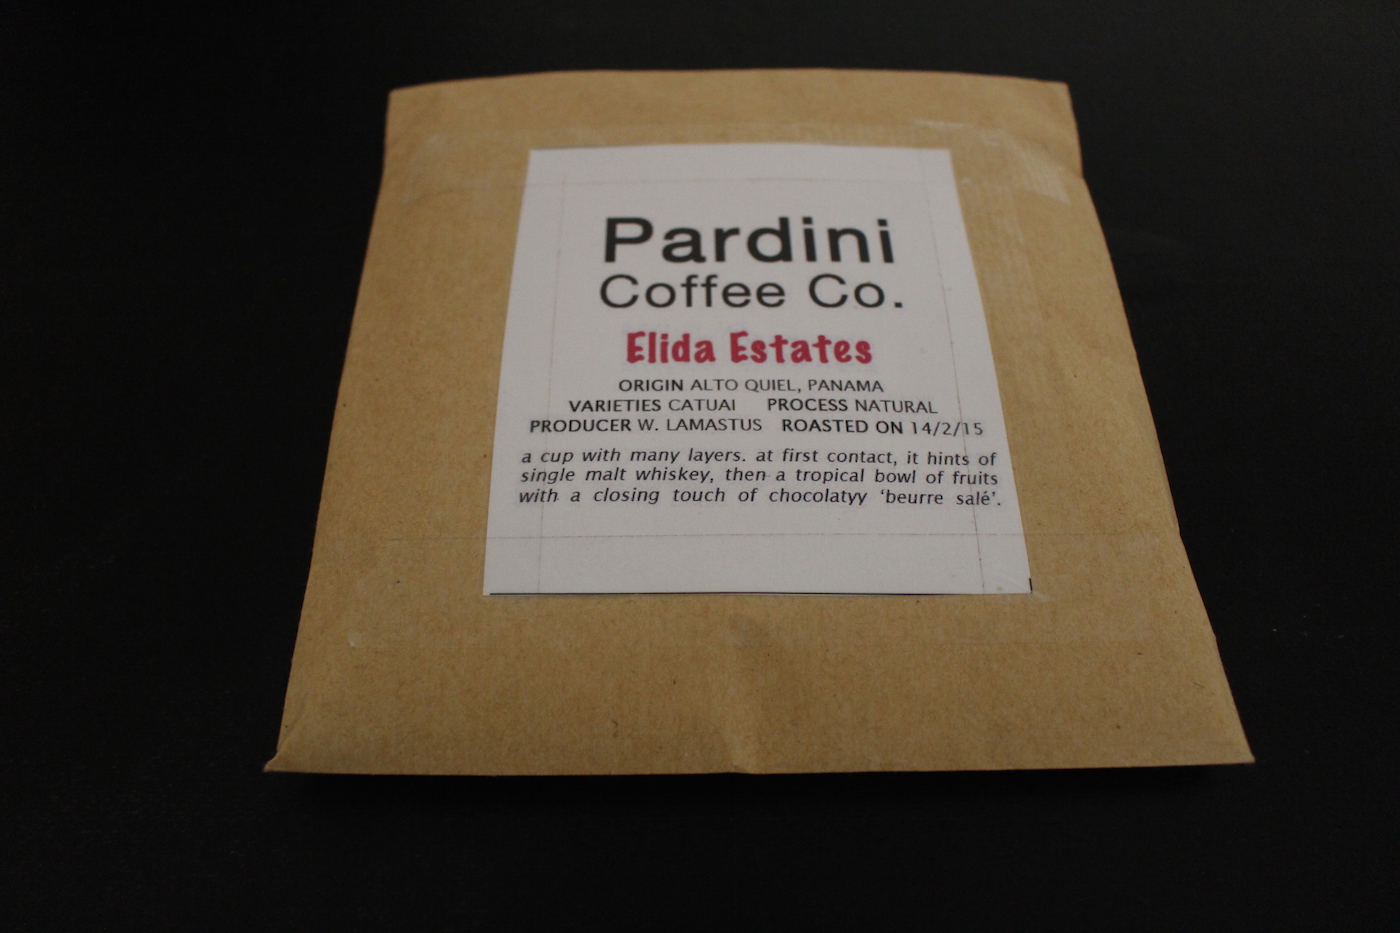 Pardini
Coffee Co.
Elida Estates
ORIGIN ALTO QUIEL, PANAMA
VARIETIES CATUAI PROCESS NATURAL
PRODUCER W. LAMASTUS ROASTED ON 14/2/15
a cup with many layers. at first contact, it hints of
single malt whiskey, then a tropical bowl of fruits
with a closing touch of chocolatyy ‘beurre salé’.